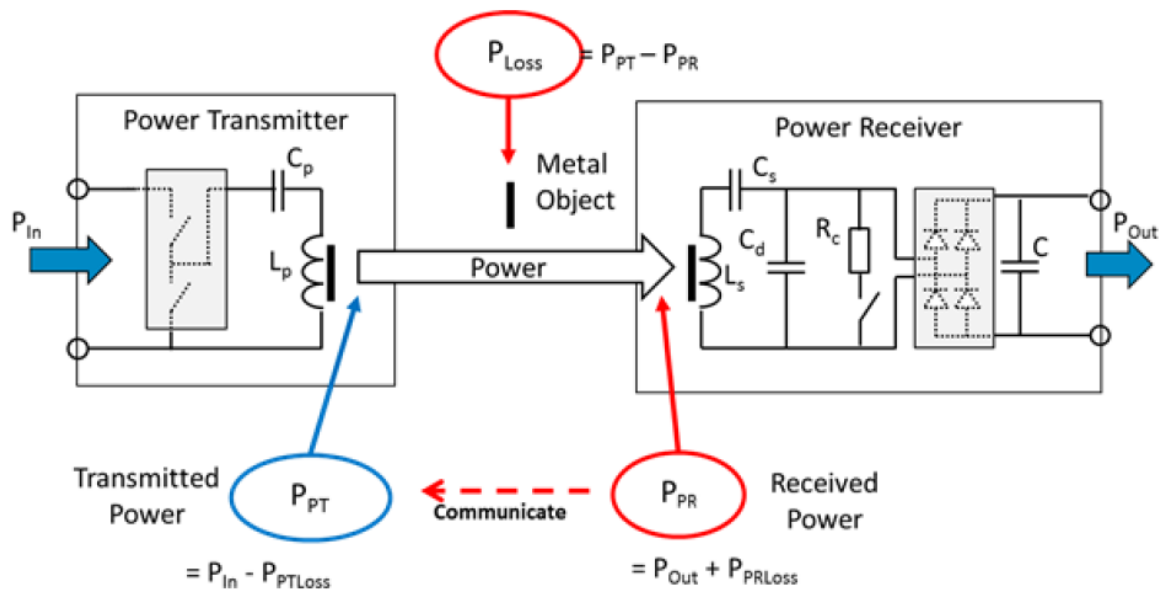 P_Loss = P_PT – P_PR
Power Transmitter
Power Receiver
Metal
Object
C_p
C_s
P_In
L_p
Power
L_s
C_d
R_c
C
P_Out
Transmitted
Power
P_PT
Communicate
P_PR
Received
Power
= P_In - P_PTLoss
= P_Out + P_PRLoss